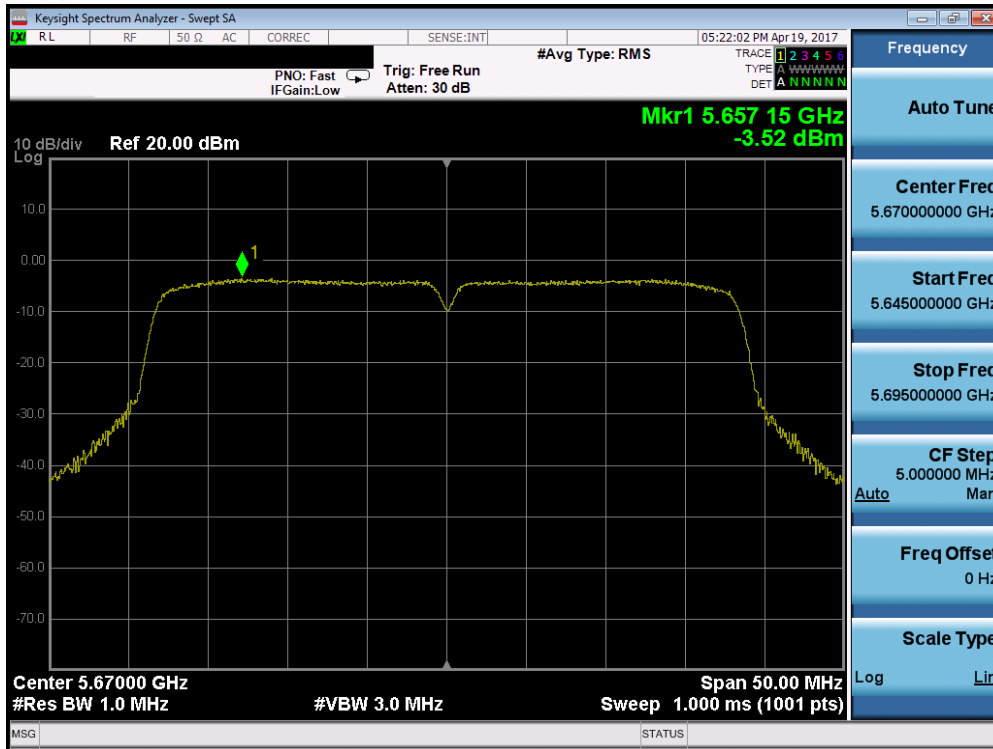 Keysight Spectrum Analyzer - Swept SA
LXI RL RF 50 Ω AC CORREC SENSE:INT 05:22:02 PM Apr 19, 2017
#Avg Type: RMS
TRACE 1 2 3 4 5 6
TYPE A WWWWW
DET A N N N N N
PNO: Fast
IFGain:Low
Trig: Free Run
Atten: 30 dB
Mkr1 5.657 15 GHz
-3.52 dBm
10 dB/div
Log
Ref 20.00 dBm
1
10.0
0.00
-10.0
-20.0
-30.0
-40.0
-50.0
-60.0
-70.0
Center 5.67000 GHz
Span 50.00 MHz
#Res BW 1.0 MHz
#VBW 3.0 MHz
Sweep 1.000 ms (1001 pts)
MSG
STATUS
Frequency
Auto Tune
Center Freq
5.670000000 GHz
Start Freq
5.645000000 GHz
Stop Freq
5.695000000 GHz
CF Step
5.000000 MHz
Auto Man
Freq Offset
0 Hz
Scale Type
Log Lin